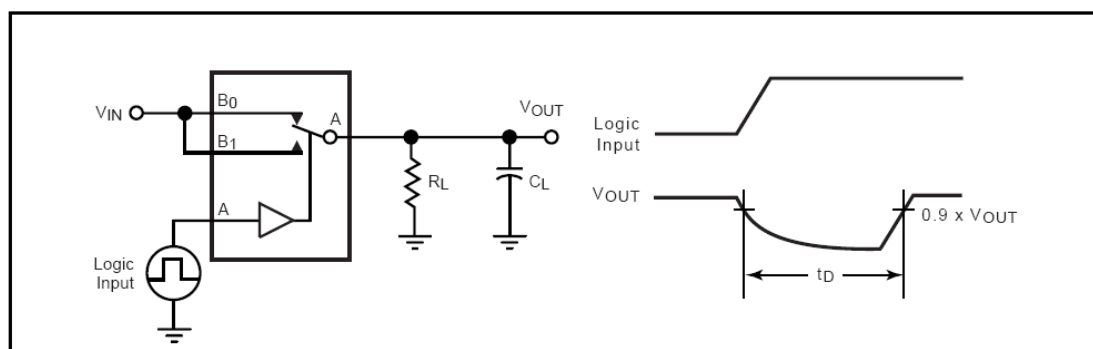 VIN
B0
B1
A
A
Logic
Input
VOUT
RL
CL
Logic
Input
VOUT
0.9 x VOUT
tD